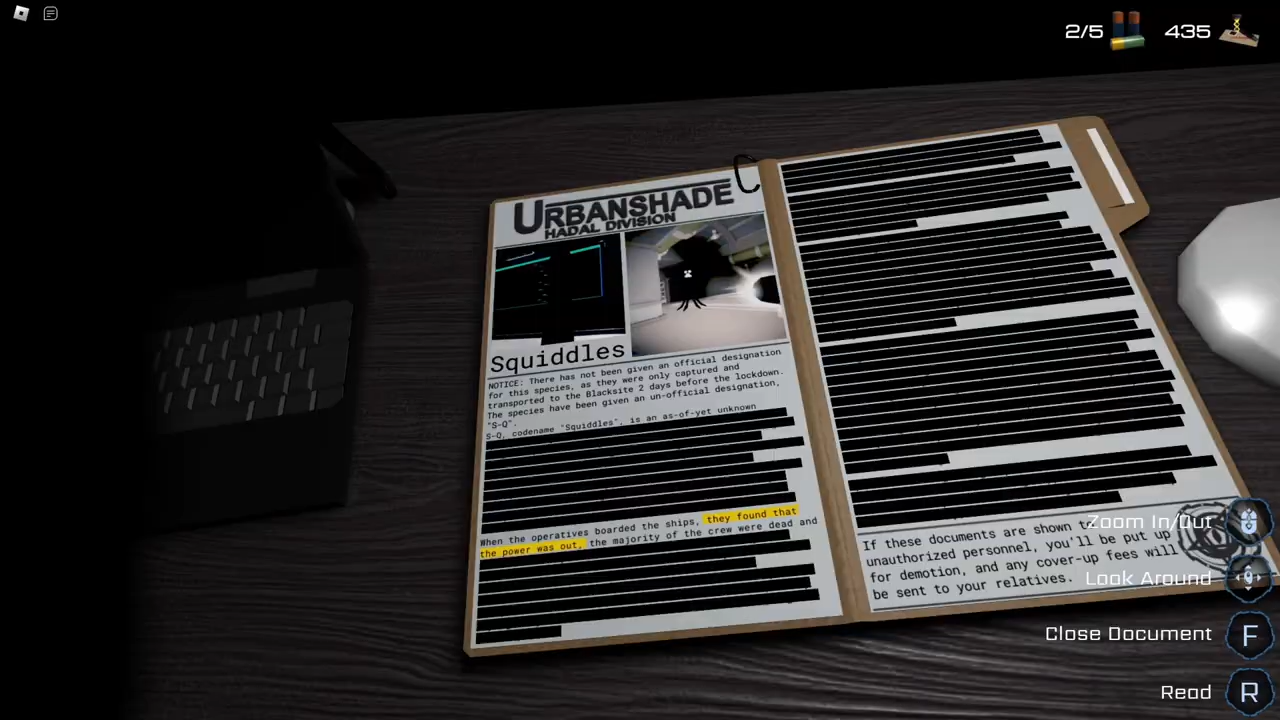 2/5
435
URBANSHADE
HADAL DIVISION
Squiddles
NOTICE: There has not been given an official designation
for this species, as they were only captured and
transported to the Blacksite 2 days before the lockdown.
The species have been given an un-official designation,
"S-Q".
S-Q, codename "Squiddles", is an as-of-yet unknown
When the operatives boarded the ships, they found that
the power was out, the majority of the crew were dead and
If these documents are shown to
unauthorized personnel, you'll be put up
for demotion, and any cover-up fees will
be sent to your relatives.
Zoom In/Out
Look Around
Close Document
F
Read
R